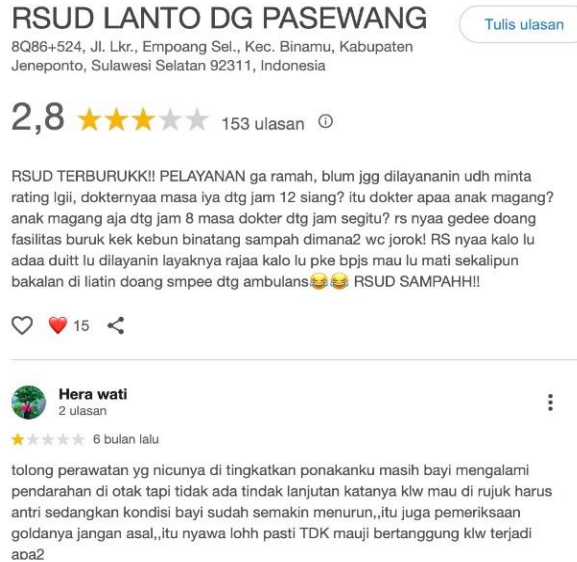 RSUD LANTO DG PASEWANG
Tulis ulasan
8Q86+524, Jl. Lkr., Empoang Sel., Kec. Binamu, Kabupaten
Jeneponto, Sulawesi Selatan 92311, Indonesia
2,8
153 ulasan
RSUD TERBURUKK!! PELAYANAN ga ramah, blum jgg dilayananin udh minta
rating lgii, dokternyaa masa iya dtg jam 12 siang? itu dokter apaa anak magang?
anak magang aja dtg jam 8 masa dokter dtg jam segitu? rs nyaa gedee doang
fasilitas buruk kek kebun binatang sampah dimana2 wc jorok! RS nyaa kalo lu
adaa duitt lu dilayanin layaknya rajaa kalo lu pke bpjs mau lu mati sekalipun
bakalan di liatin doang smpee dtg ambulans😂😂 RSUD SAMPAHH!!
15
Hera wati
2 ulasan
6 bulan lalu
tolong perawatan yg nicunya di tingkatkan ponakanku masih bayi mengalami
pendarahan di otak tapi tidak ada tindak lanjutan katanya klw mau di rujuk harus
antri sedangkan kondisi bayi sudah semakin menurun,,itu juga pemeriksaan
goldanya jangan asal,,itu nyawa lohh pasti TDK mauji bertanggung klw terjadi
apa2